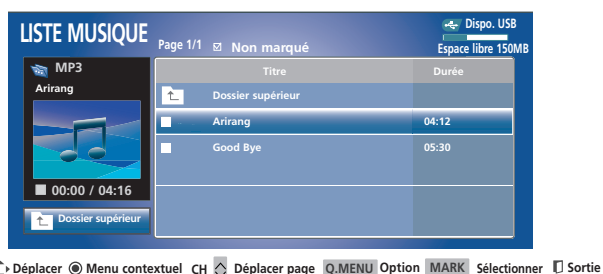 LISTE MUSIQUE
Page 1/1 Non marqué
Dispo. USB
Espace libre 150MB
MP3
Arirang
00:00 / 04:16
Dossier supérieur
Titre Durée
Dossier supérieur
Arirang 04:12
Good Bye 05:30
Déplacer Menu contextuel CH Déplacer page Q.MENU Option MARK Sélectionner Sortie